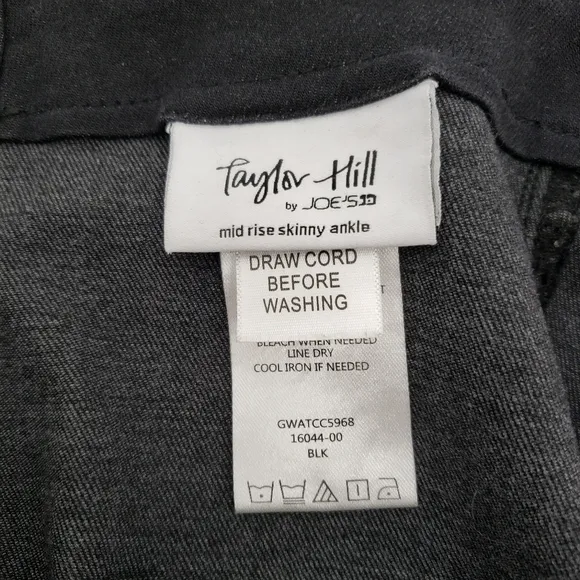 Taylor Hill
by JOE'S
mid rise skinny ankle
DRAW CORD
BEFORE
WASHING
T
BLEACH WHEN NEEDED
LINE DRY
COOL IRON IF NEEDED
GWATCC5968
16044-00
BLK